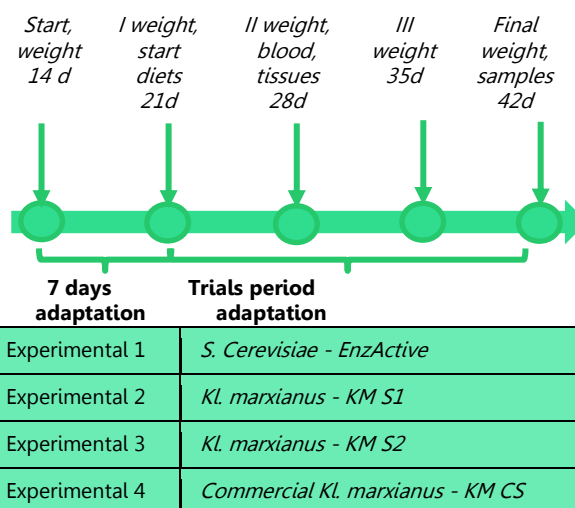 Start,
weight
14 d
I weight,
start
diets
21d
II weight,
blood,
tissues
28d
III
weight
35d
Final
weight,
samples
42d
7 days
adaptation
Trials period
adaptation
Experimental 1 S. Cerevisiae - EnzActive
Experimental 2 Kl. marxianus - KM S1
Experimental 3 Kl. marxianus - KM S2
Experimental 4 Commercial Kl. marxianus - KM CS